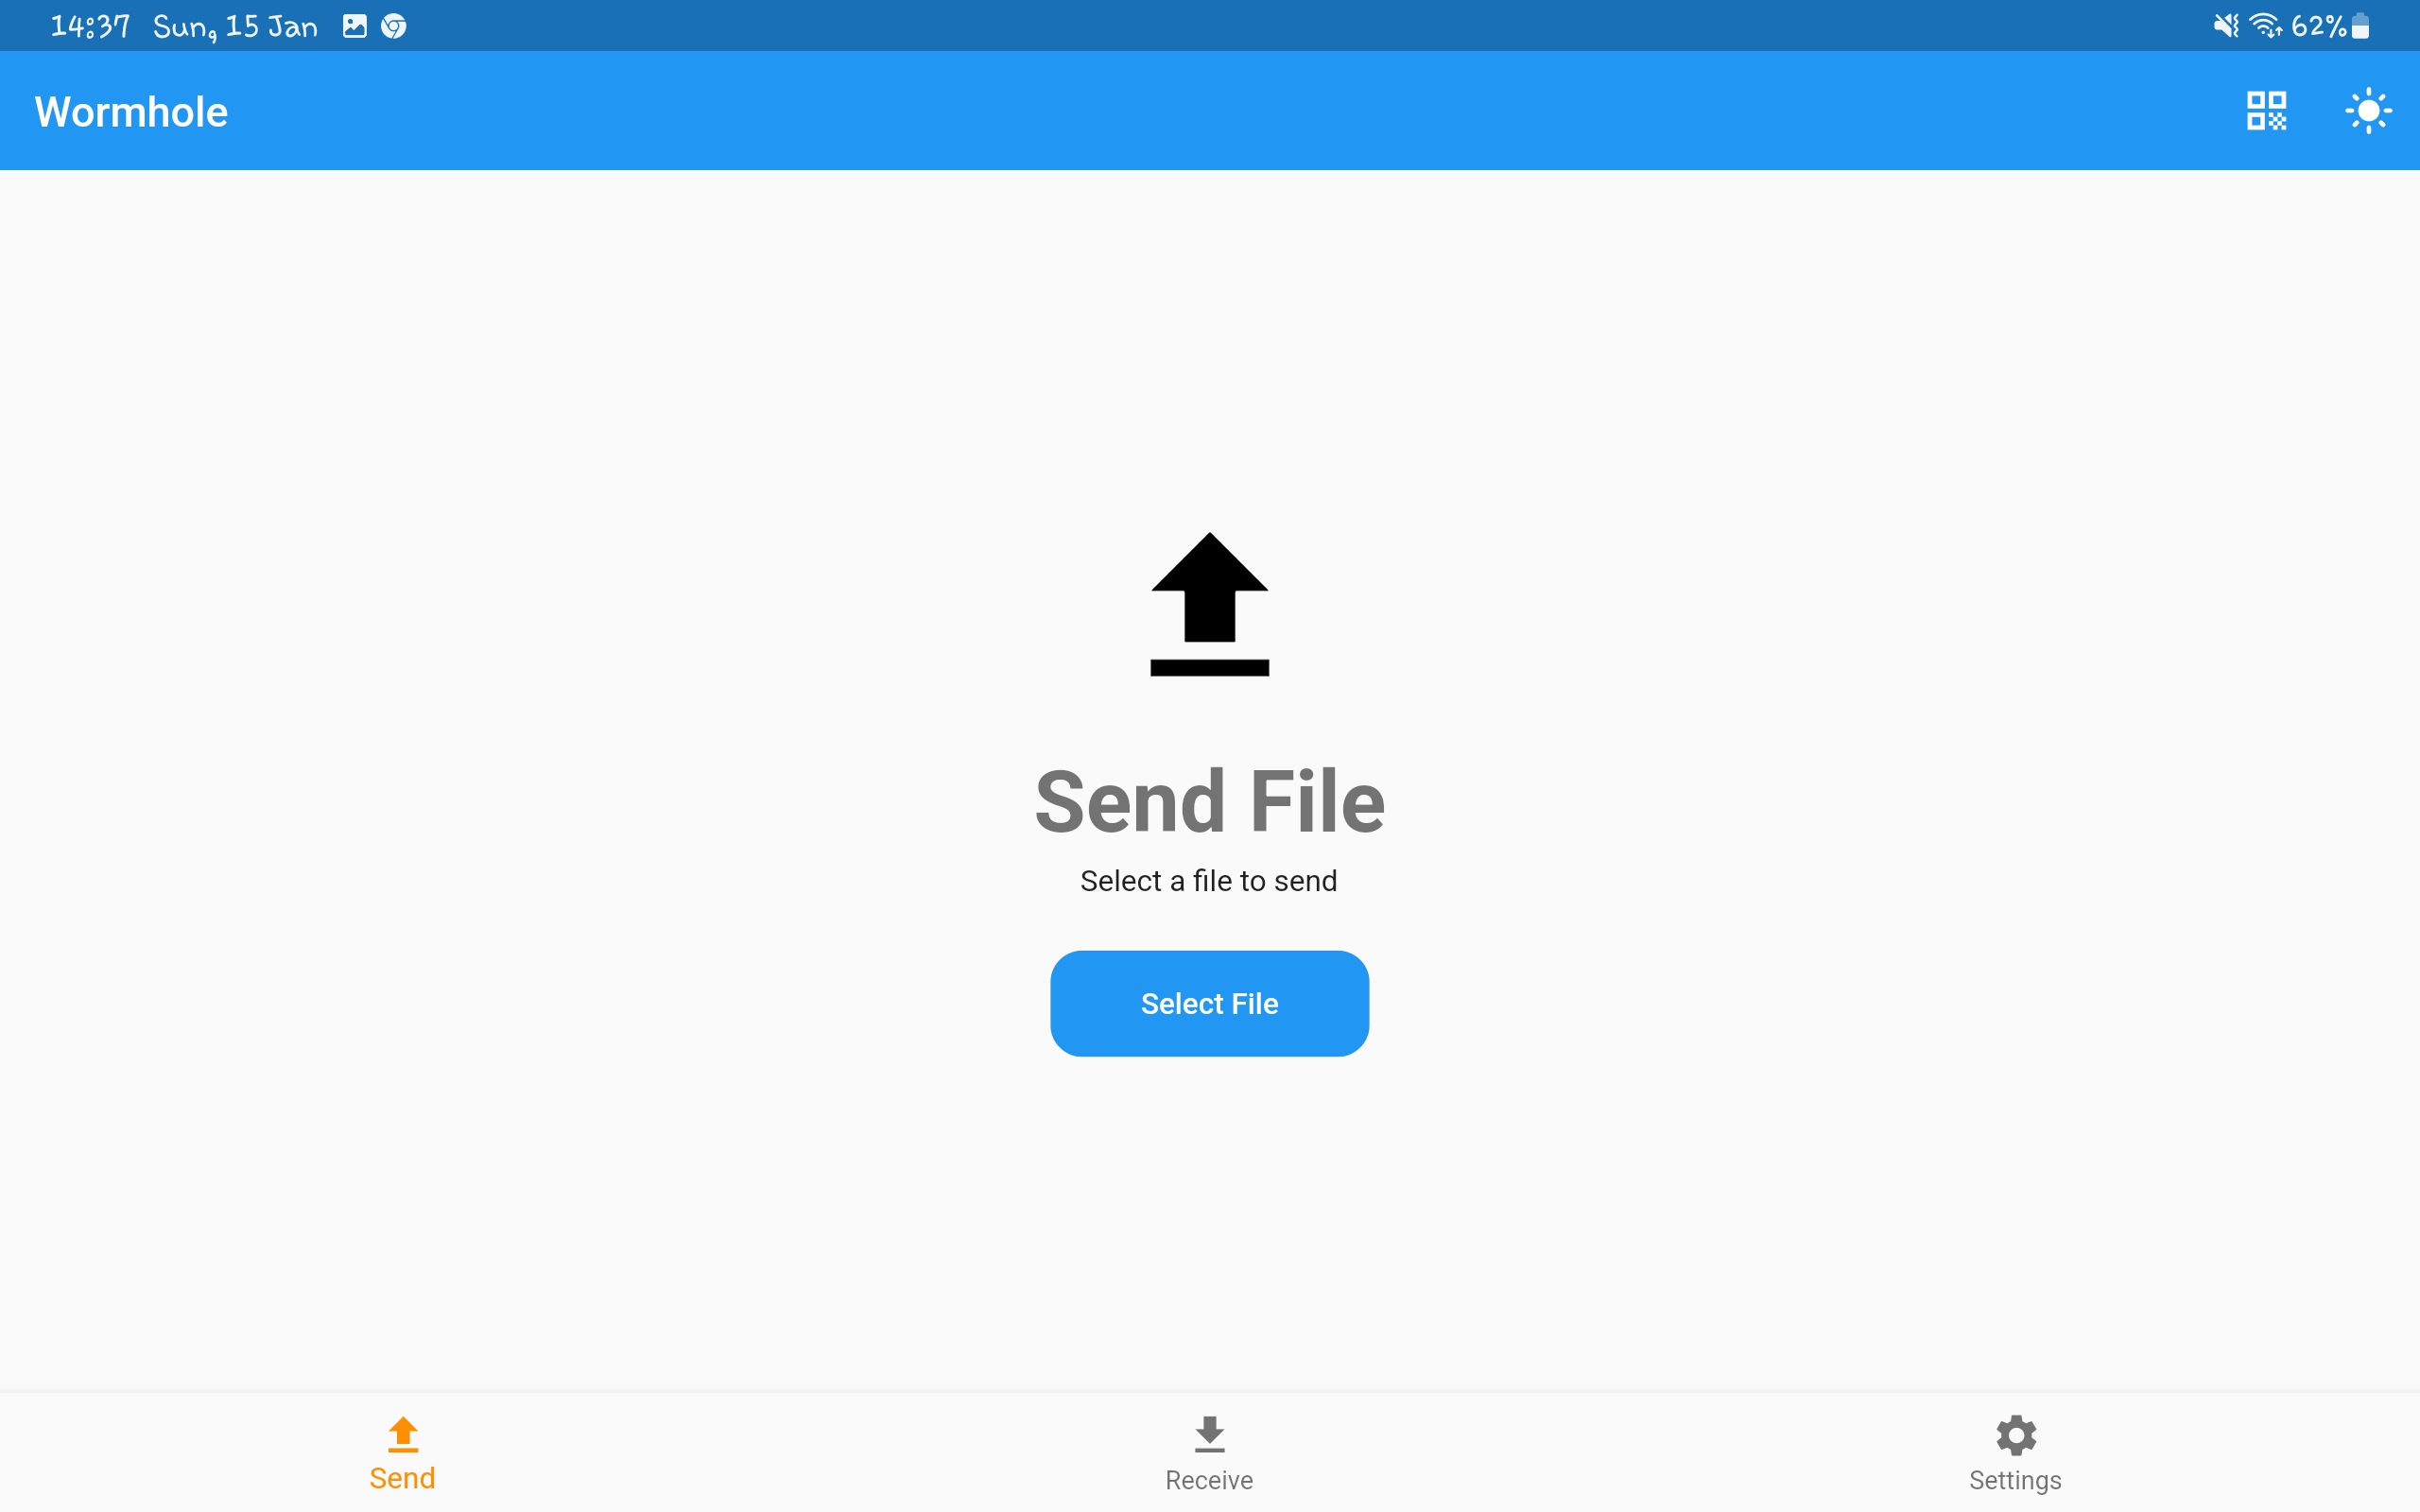 14:37 Sun, 15 Jan 62%
Wormhole
Send File
Select a file to send
Select File
Send Receive Settings